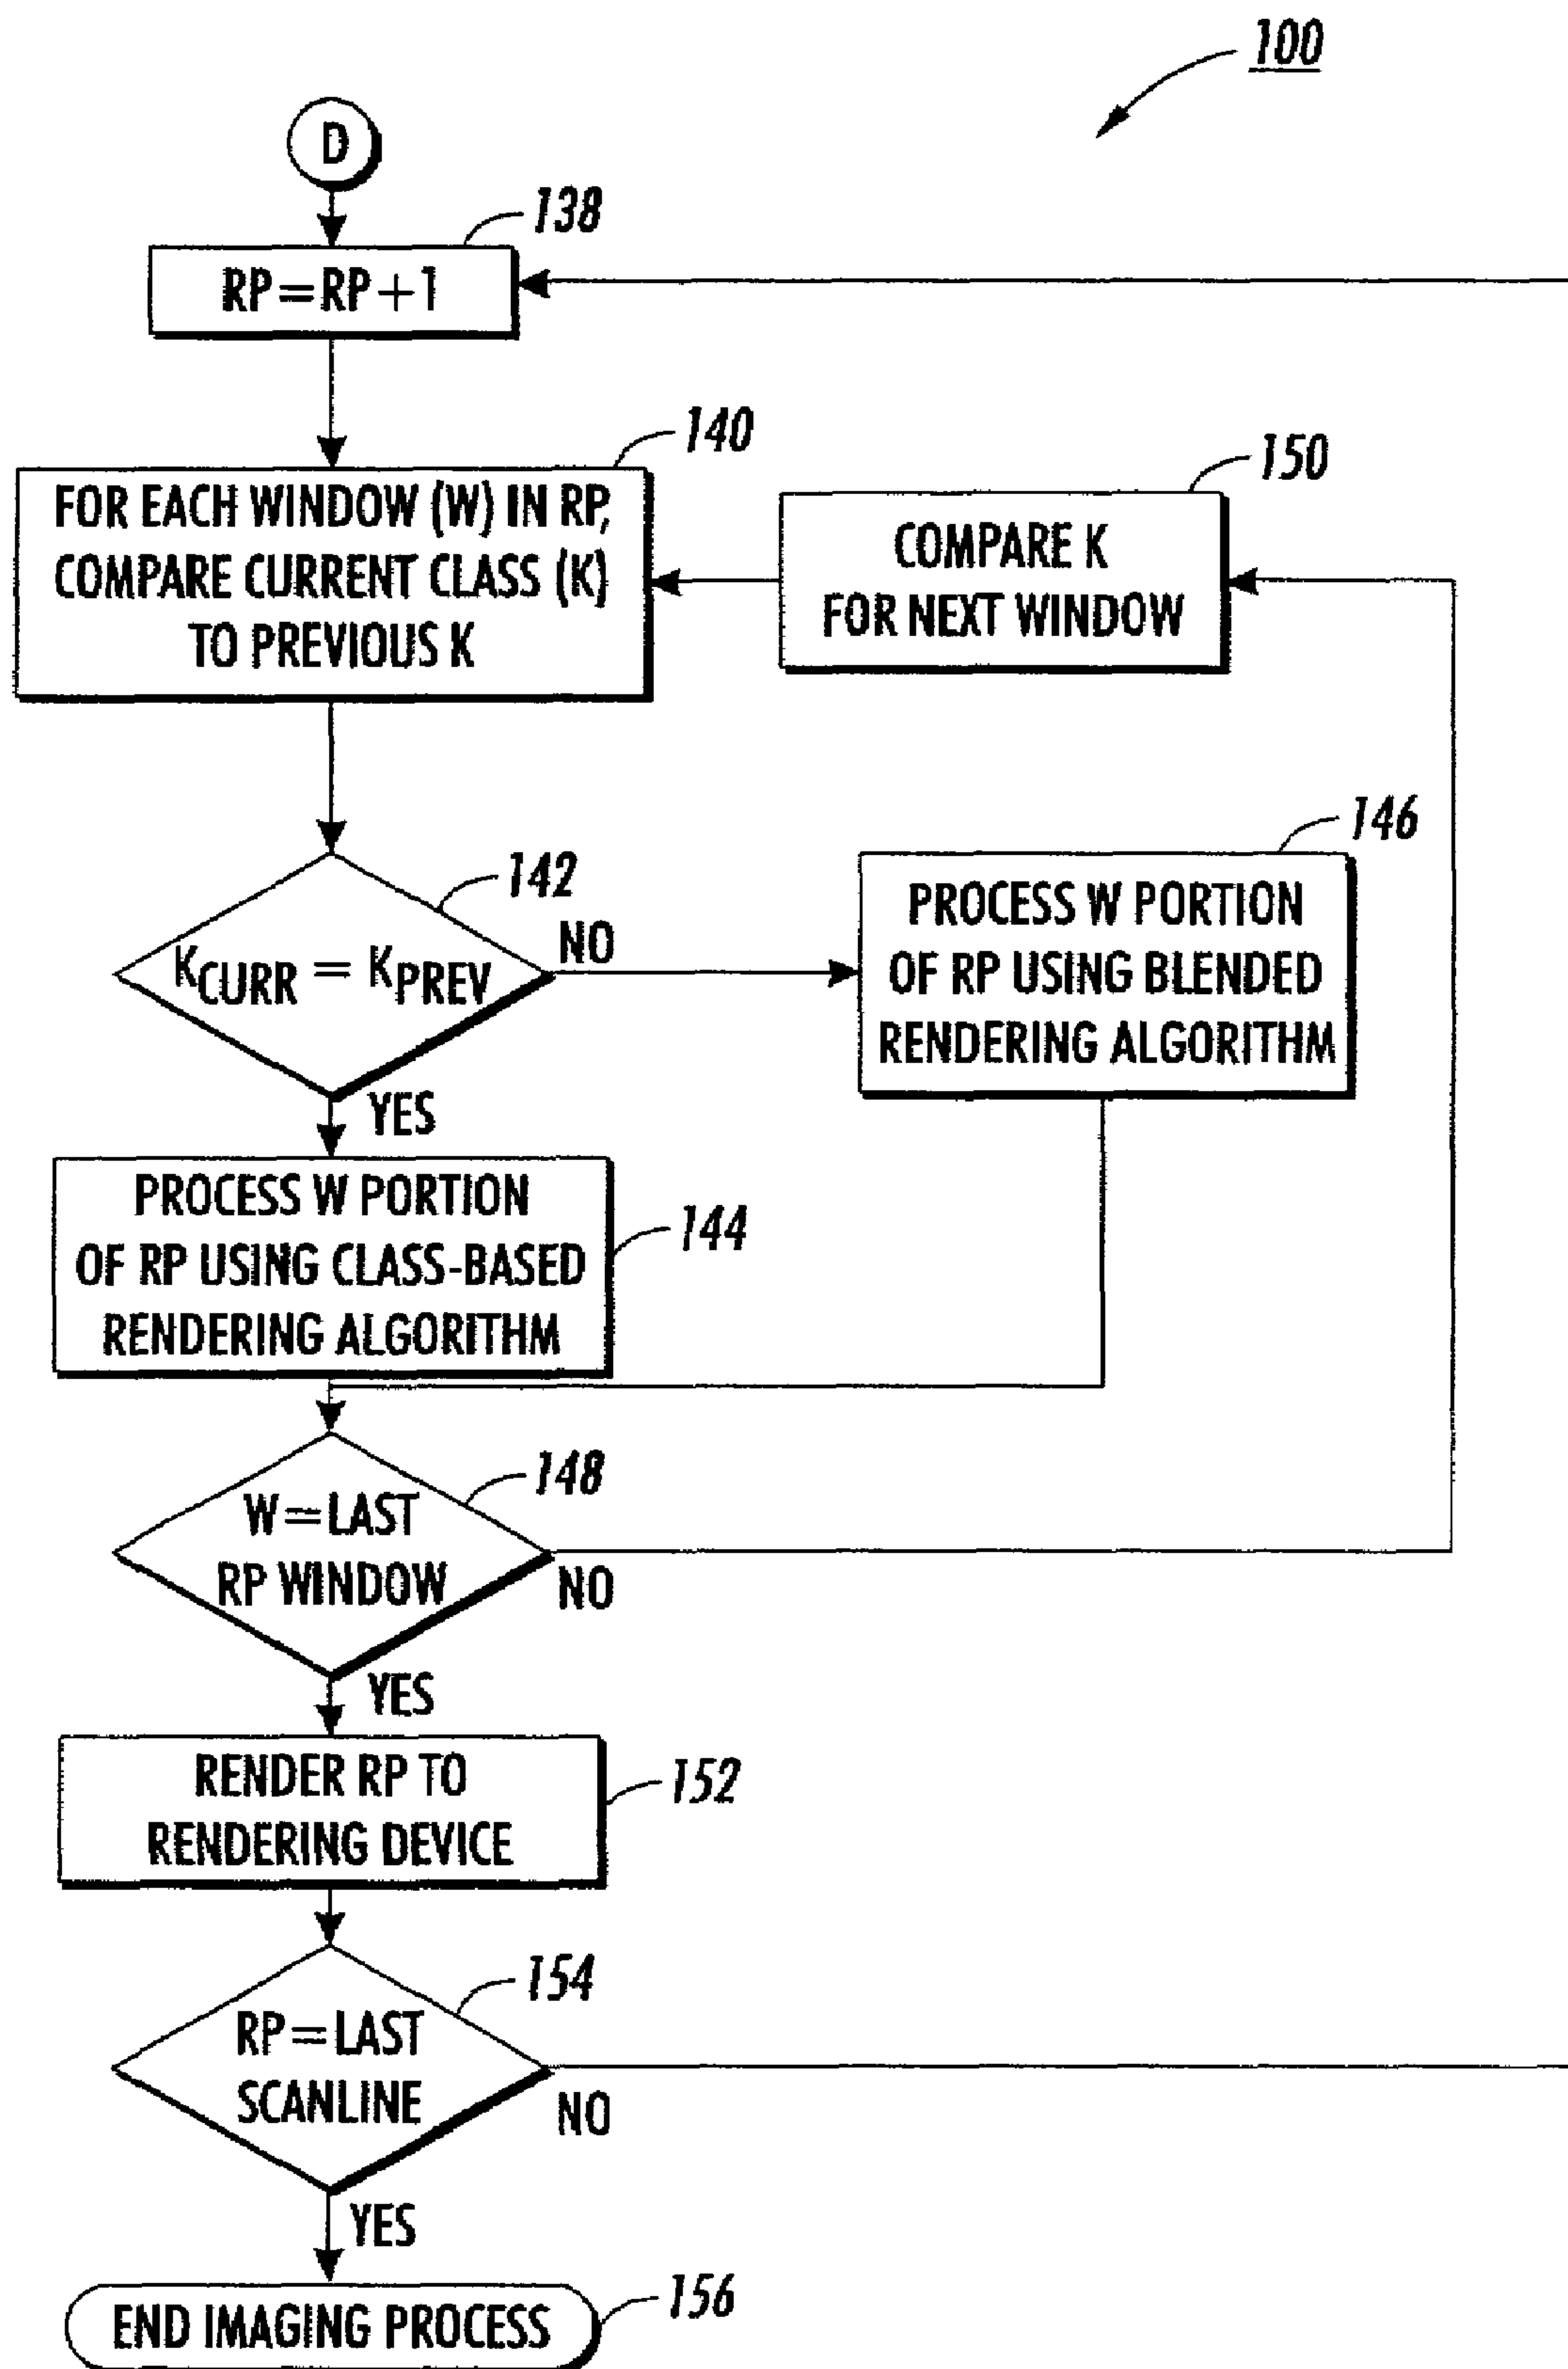 100
D
138
RP=RP+1
140
FOR EACH WINDOW (W) IN RP,
COMPARE CURRENT CLASS (K)
TO PREVIOUS K
150
COMPARE K
FOR NEXT WINDOW
142
KCURR = KPREV
NO
146
PROCESS W PORTION
OF RP USING BLENDED
RENDERING ALGORITHM
YES
PROCESS W PORTION
OF RP USING CLASS-BASED
RENDERING ALGORITHM
144
148
W=LAST
RP WINDOW
NO
YES
RENDER RP TO
RENDERING DEVICE
152
154
RP=LAST
SCANLINE
NO
YES
END IMAGING PROCESS
156